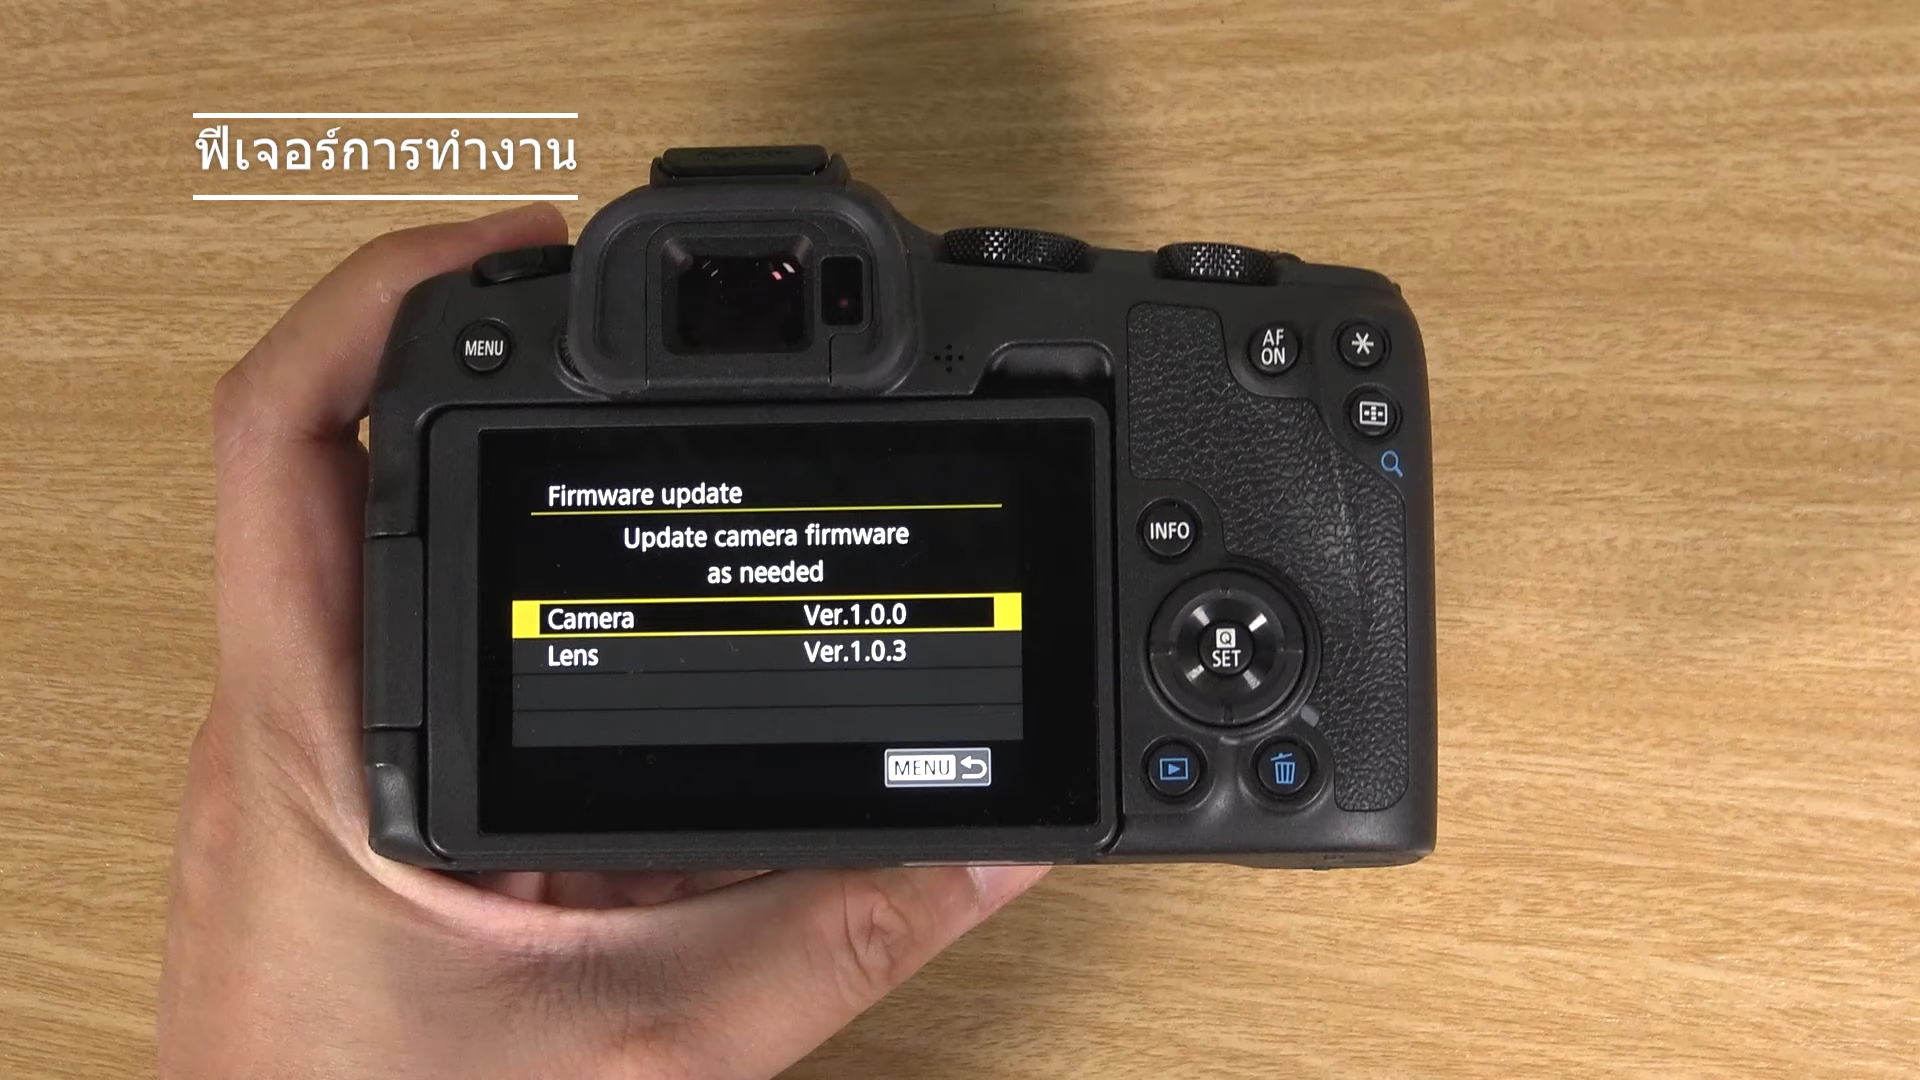 ฟีเจอร์การทำงาน
MENU
AF
ON
INFO
Q
SET
Firmware update
Update camera firmware
as needed
Camera Ver.1.0.0
Lens Ver.1.0.3
MENU